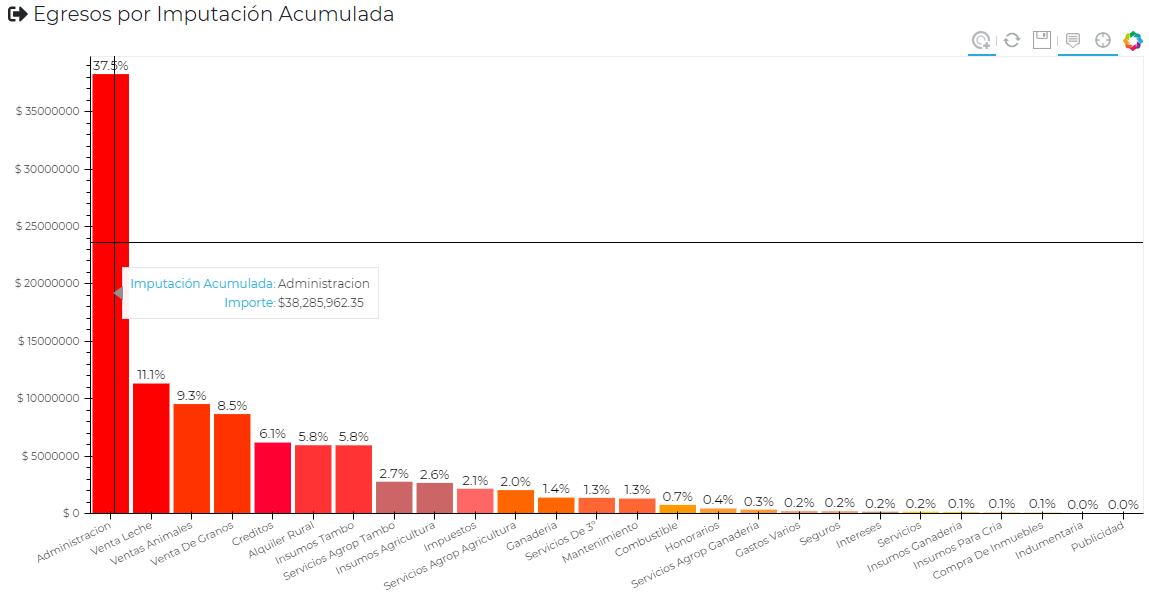 Egresos por Imputación Acumulada
37.5%
$ 35000000
$ 30000000
$ 25000000
$ 20000000
$ 15000000
$ 10000000
$ 5000000
$ 0
Imputación Acumulada: Administracion
Importe: $38,285,962.35
11.1%
9.3%
8.5%
6.1%
5.8%
5.8%
2.7%
2.6%
2.1%
2.0%
1.4%
1.3%
1.3%
0.7%
0.4%
0.3%
0.2%
0.2%
0.2%
0.2%
0.1%
0.1%
0.1%
0.0%
0.0%
Administracion
Venta Leche
Ventas Animales
Venta De Granos
Creditos
Alquiler Rural
Insumos Tambo
Servicios Agrop Tambo
Insumos Agricultura
Impuestos
Servicios Agrop Agricultura
Ganaderia
Servicios De 3º
Mantenimiento
Combustible
Honorarios
Servicios Agrop Ganaderia
Gastos Varios
Seguros
Intereses
Servicios
Insumos Ganaderia
Insumos Para Cria
Compra De Inmuebles
Indumentaria
Publicidad